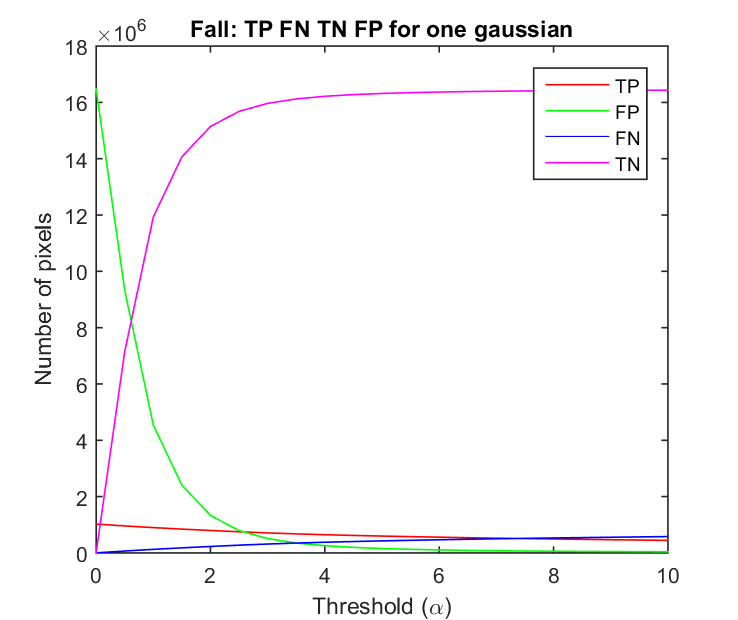 Fall: TP FN TN FP for one gaussian
×10^6
18
16
14
12
10
8
6
4
2
0
Number of pixels
TP
FP
FN
TN
0 2 4 6 8 10
Threshold (α)